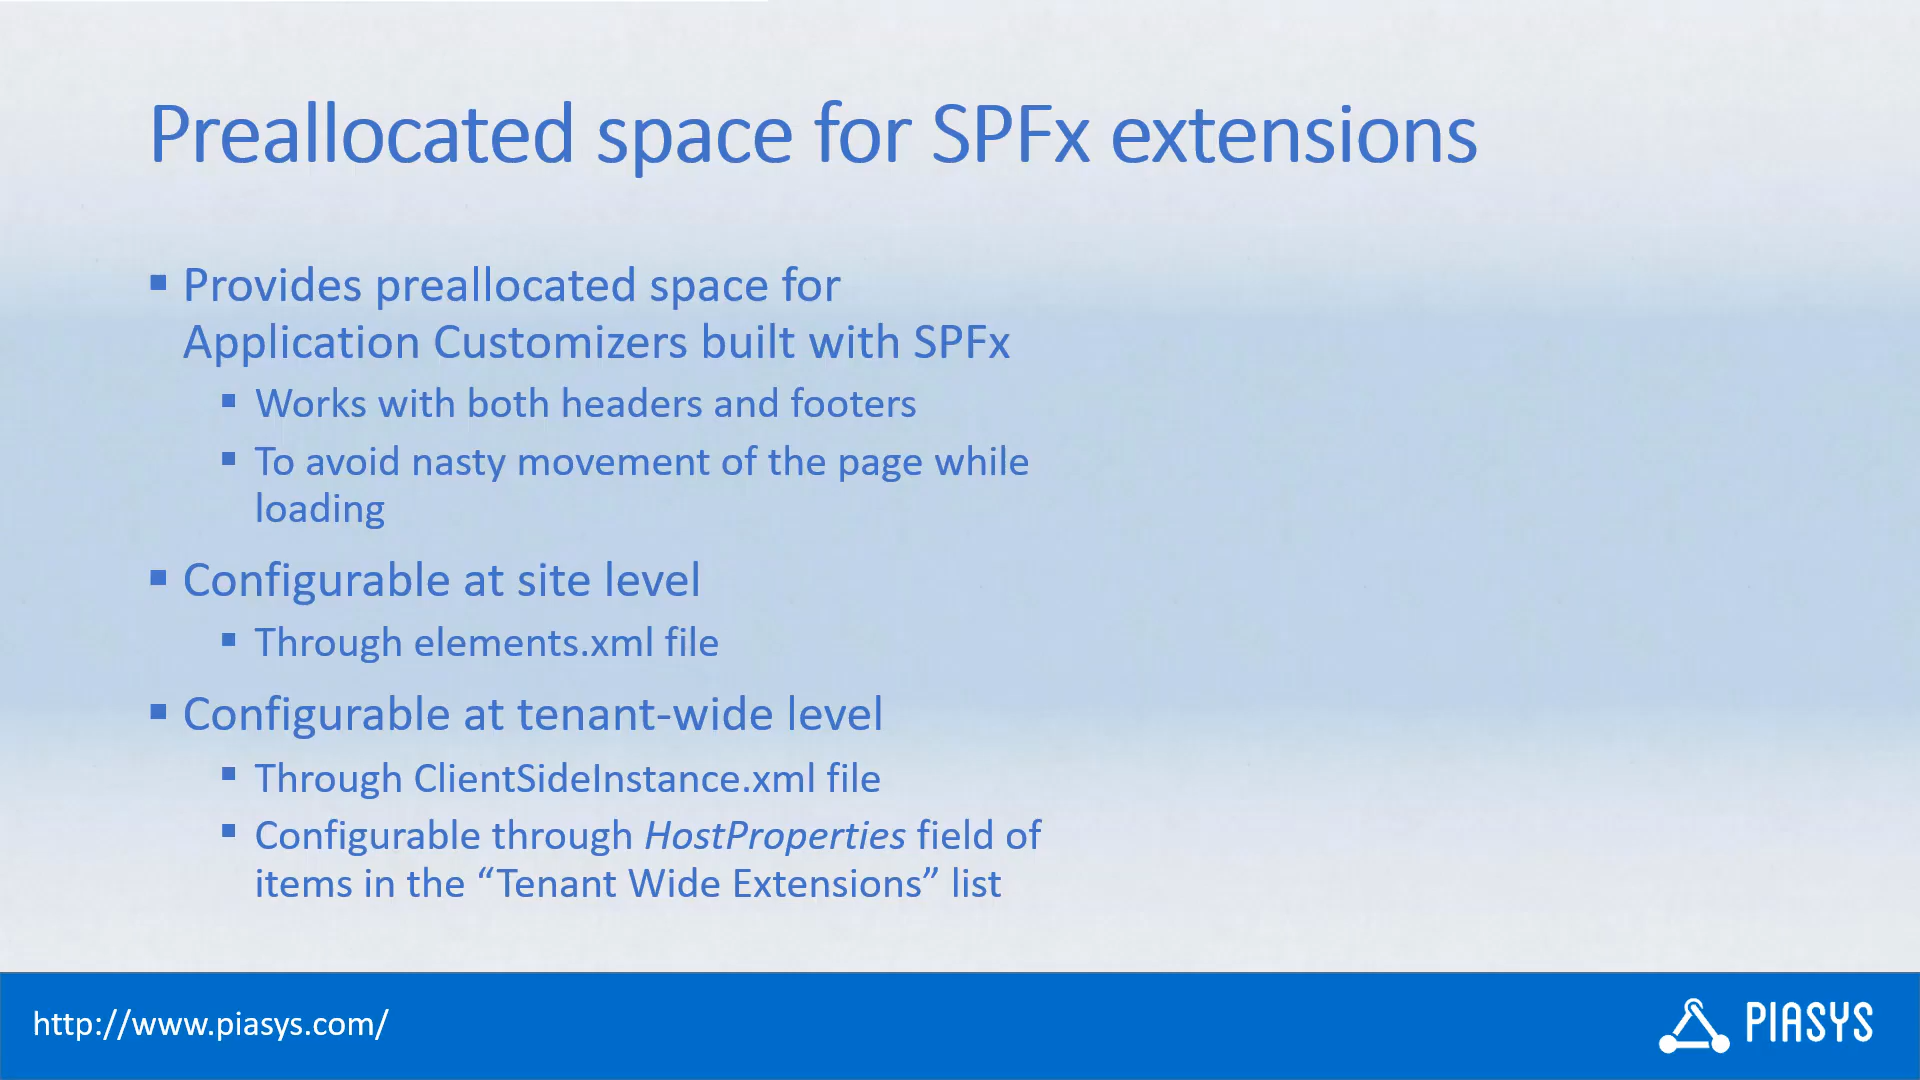 Preallocated space for SPFx extensions
▪ Provides preallocated space for
Application Customizers built with SPFx
▪ Works with both headers and footers
▪ To avoid nasty movement of the page while
loading
▪ Configurable at site level
▪ Through elements.xml file
▪ Configurable at tenant-wide level
▪ Through ClientSideInstance.xml file
▪ Configurable through HostProperties field of
items in the “Tenant Wide Extensions” list
http://www.piasys.com/
PIASYS